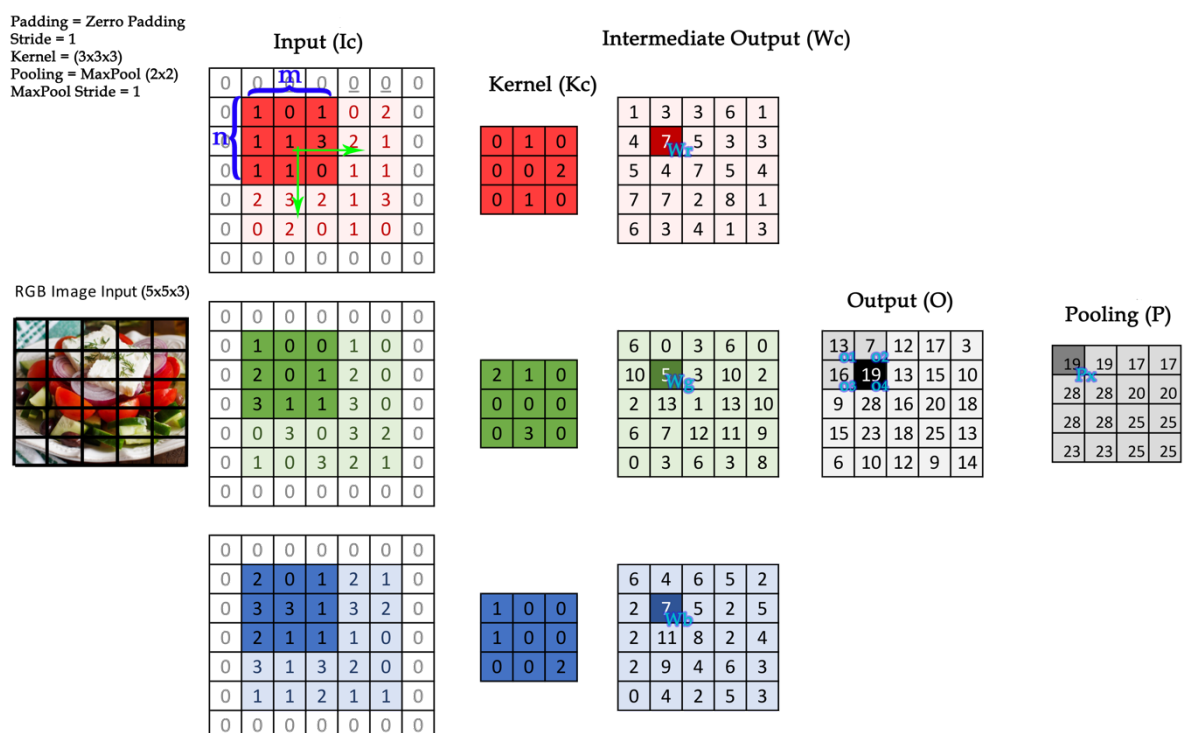 Padding = Zerro Padding
Stride = 1
Kernel = (3x3x3)
Pooling = MaxPool (2x2)
MaxPool Stride = 1
Input (Ic)
m
n
0 0 0 0 0 0 0
0 1 0 1 0 2 0
0 1 1 3 2 1 0
0 1 1 0 1 1 0
0 2 3 2 1 3 0
0 0 2 0 1 0 0
0 0 0 0 0 0 0
Kernel (Kc)
0 1 0
0 0 2
0 1 0
Intermediate Output (Wc)
1 3 3 6 1
4 7 5 3 3
Wr
5 4 7 5 4
7 7 2 8 1
6 3 4 1 3
RGB Image Input (5x5x3)
0 0 0 0 0 0 0
0 1 0 0 1 0 0
0 2 0 1 2 0 0
0 3 1 1 3 0 0
0 0 3 0 3 2 0
0 1 0 3 2 1 0
0 0 0 0 0 0 0
2 1 0
0 0 0
0 3 0
6 0 3 6 0
10 5 3 10 2
Wg
2 13 1 13 10
6 7 12 11 9
0 3 6 3 8
Output (O)
13 7 12 17 3
O1 O2
16 19 13 15 10
O3 O4
9 28 16 20 18
15 23 18 25 13
6 10 12 9 14
Pooling (P)
19 19 17 17
Px
28 28 20 20
28 28 25 25
23 23 25 25
0 0 0 0 0 0 0
0 2 0 1 2 1 0
0 3 3 1 3 2 0
0 2 1 1 1 0 0
0 3 1 3 2 0 0
0 1 1 2 1 1 0
0 0 0 0 0 0 0
1 0 0
1 0 0
0 0 2
6 4 6 5 2
2 7 5 2 5
Wb
2 11 8 2 4
2 9 4 6 3
0 4 2 5 3